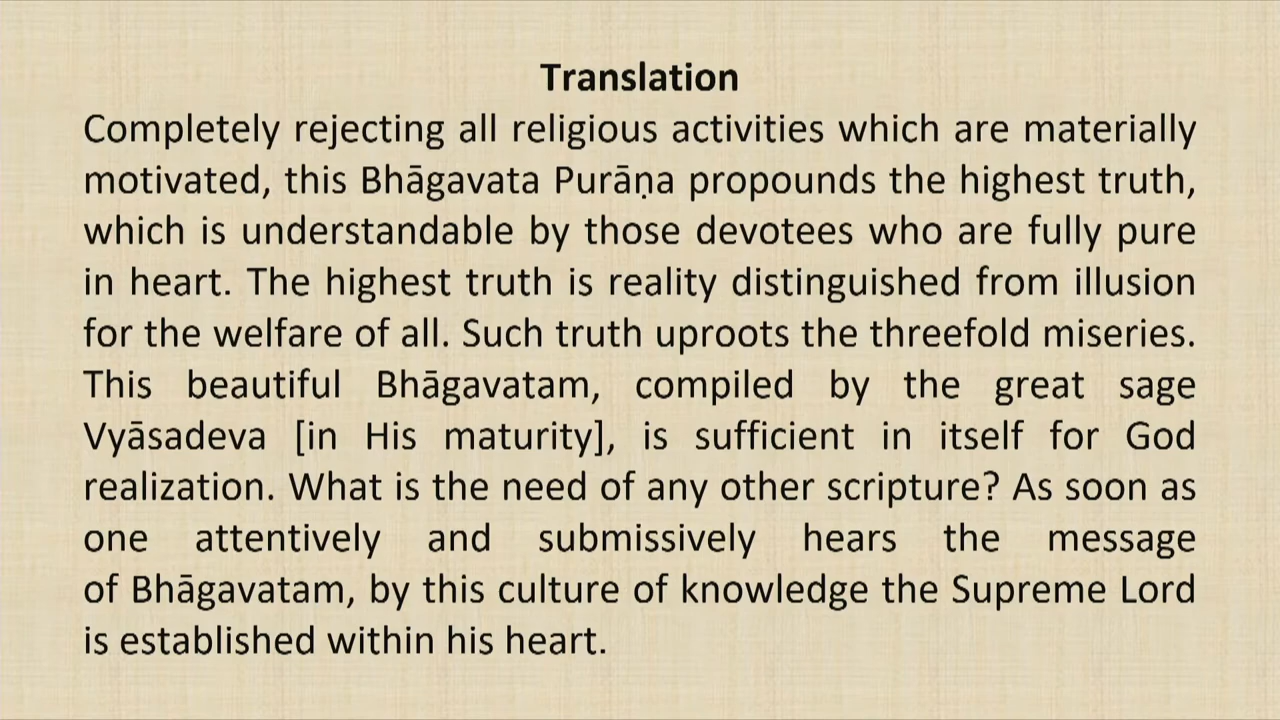 Translation
Completely rejecting all religious activities which are materially
motivated, this Bhāgavata Purāṇa propounds the highest truth,
which is understandable by those devotees who are fully pure
in heart. The highest truth is reality distinguished from illusion
for the welfare of all. Such truth uproots the threefold miseries.
This beautiful Bhāgavatam, compiled by the great sage
Vyāsadeva [in His maturity], is sufficient in itself for God
realization. What is the need of any other scripture? As soon as
one attentively and submissively hears the message
of Bhāgavatam, by this culture of knowledge the Supreme Lord
is established within his heart.